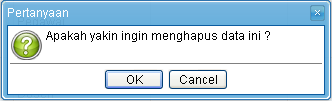 Pertanyaan
Apakah yakin ingin menghapus data ini ?
OK Cancel